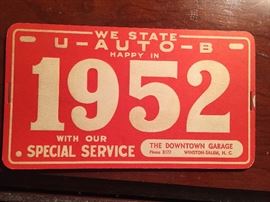 WE STATE
U-AUTO-B
HAPPY IN
1952
WITH OUR
SPECIAL SERVICE
THE DOWNTOWN GARAGE
WINSTON-SALEM, N. C.